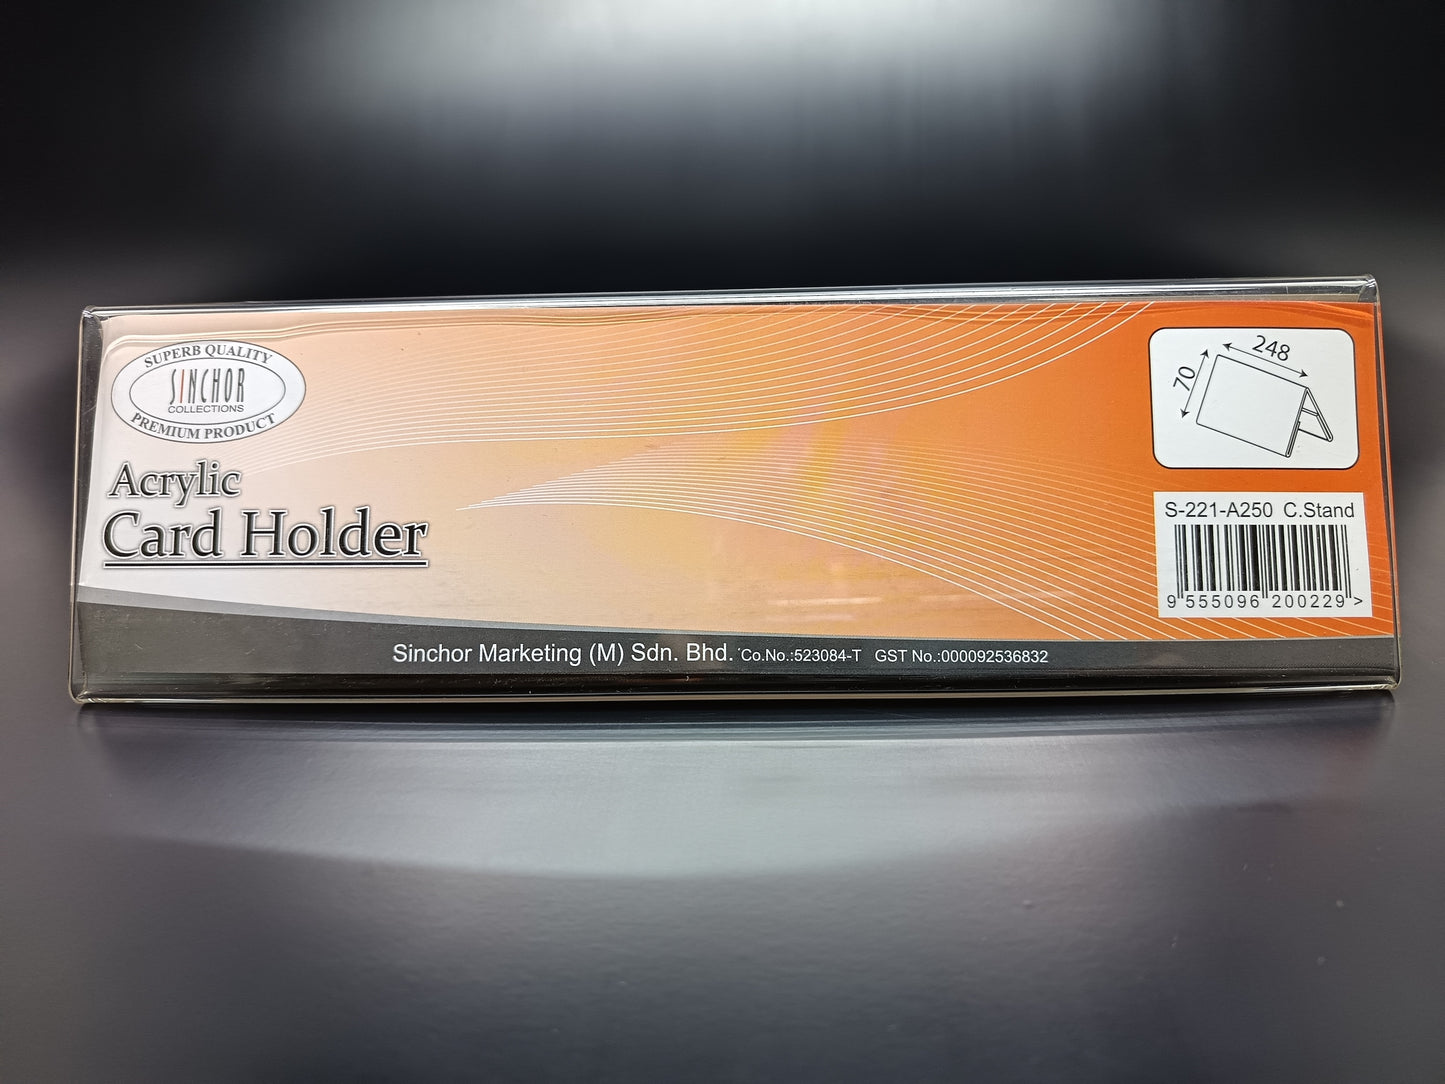 SUPERB QUALITY
SINCHOR
COLLECTIONS
PREMIUM PRODUCT
Acrylic
Card Holder
248
70
S-221-A250 C.Stand
9 555096 200229 >
Sinchor Marketing (M) Sdn. Bhd. Co.No.:523084-T GST No.:000092536832